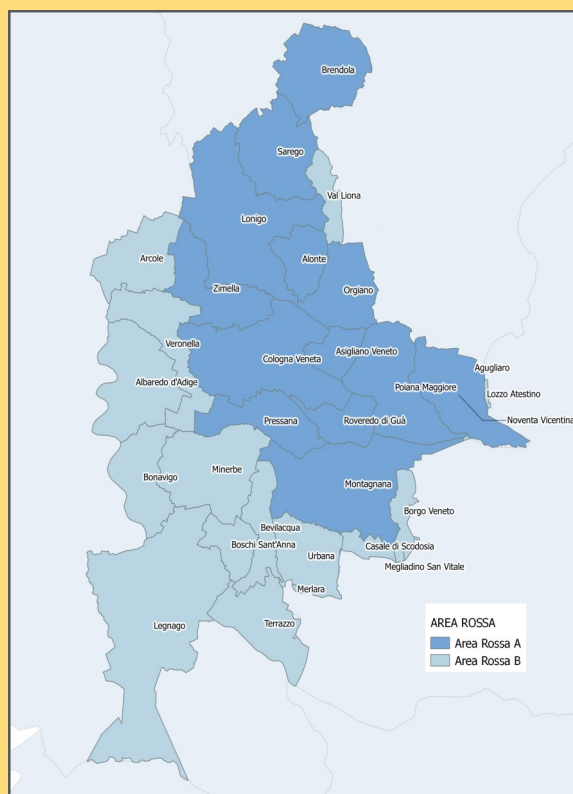 Brendola
Sarego
Val Liona
Lonigo
Arcole
Alonte
Zimella
Orgiano
Veronella
Asigliano Veneto
Cologna Veneta
Agugliaro
Albaredo d'Adige
Poiana Maggiore
Lozzo Atestino
Noventa Vicentina
Pressana
Roveredo di Guà
Minerbe
Bonavigo
Montagnana
Borgo Veneto
Bevilacqua
Boschi Sant'Anna
Casale di Scodosia
Urbana
Megliadino San Vitale
Merlara
Legnago
Terrazzo
AREA ROSSA
Area Rossa A
Area Rossa B